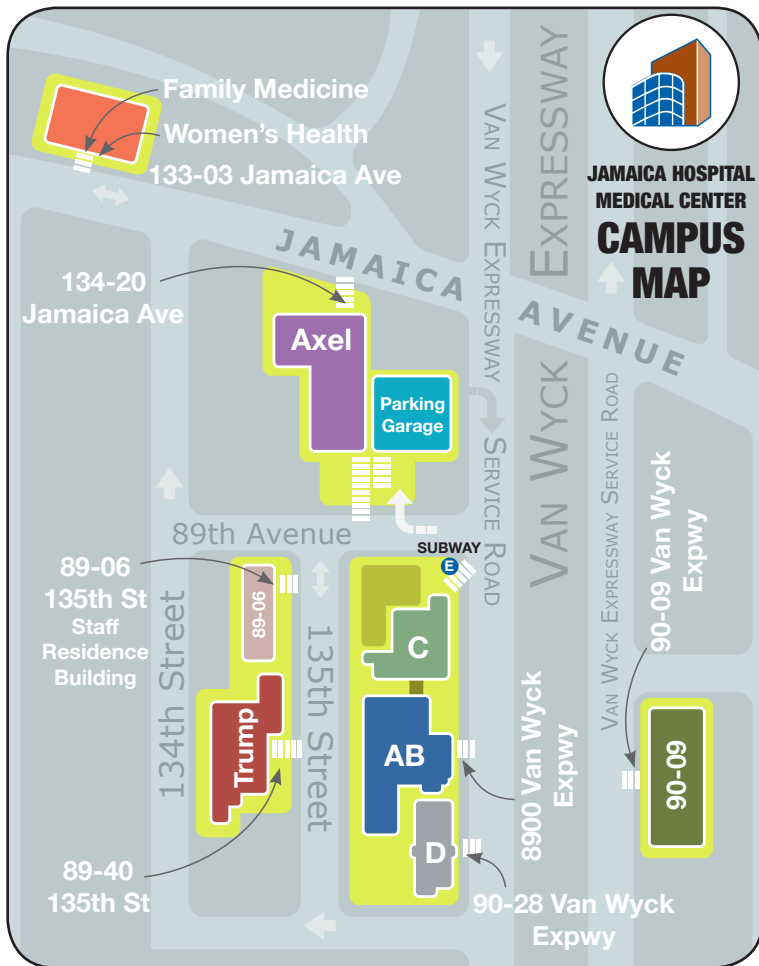 Family Medicine
Women's Health
133-03 Jamaica Ave
VAN WYCK EXPRESSWAY
SERVICE ROAD
VAN WYCK
EXPRESSWAY
JAMAICA HOSPITAL
MEDICAL CENTER
CAMPUS
MAP
JAMAICA AVENUE
134-20
Jamaica Ave
Axel
Parking
Garage
VAN WYCK EXPRESSWAY SERVICE ROAD
90-09 Van Wyck
Expwy
89th Avenue
SUBWAY
E
89-06
135th St
Staff
Residence
Building
89-06
134th Street
135th Street
C
Trump
AB
8900 Van Wyck
Expwy
90-09
D
89-40
135th St
90-28 Van Wyck
Expwy